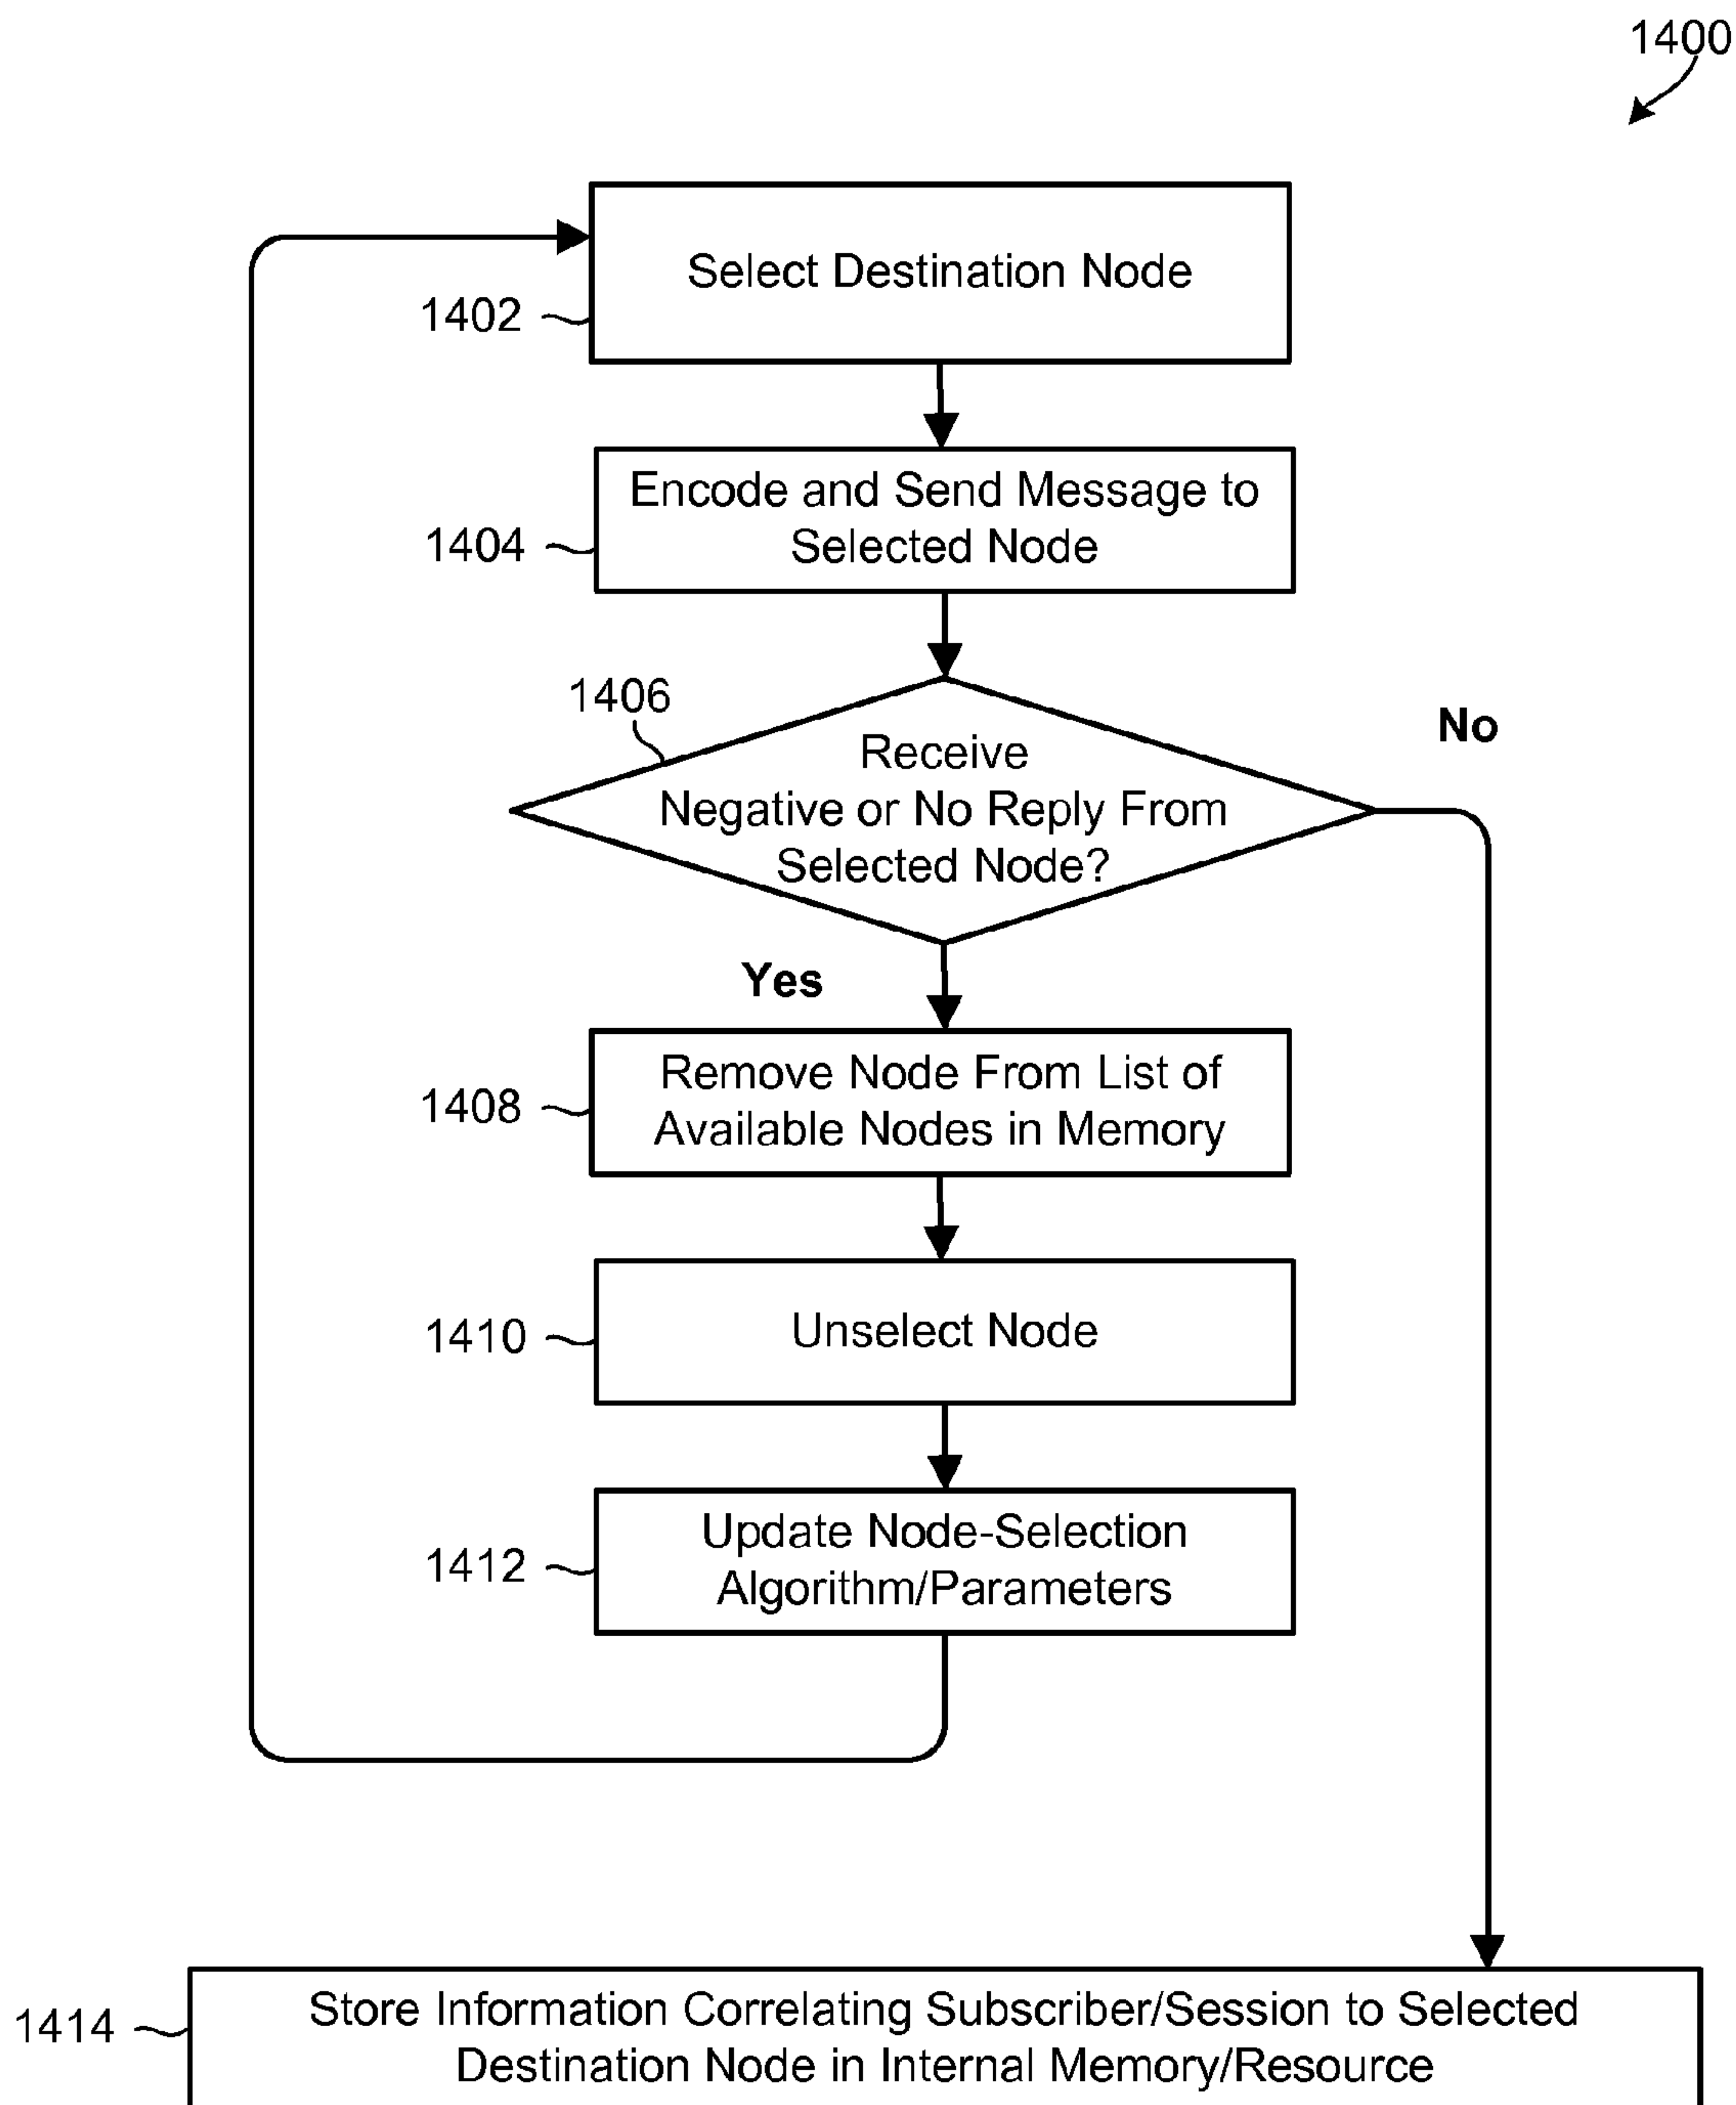 1400
Select Destination Node
1402
Encode and Send Message to
Selected Node
1404
1406
Receive
Negative or No Reply From
Selected Node?
No
Yes
Remove Node From List of
Available Nodes in Memory
1408
Unselect Node
1410
Update Node-Selection
Algorithm/Parameters
1412
Store Information Correlating Subscriber/Session to Selected
Destination Node in Internal Memory/Resource
1414